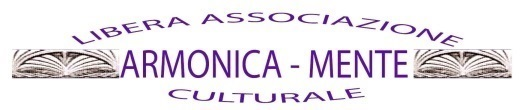 LIBERA ASSOCIAZIONE
ARMONICA - MENTE
CULTURALE